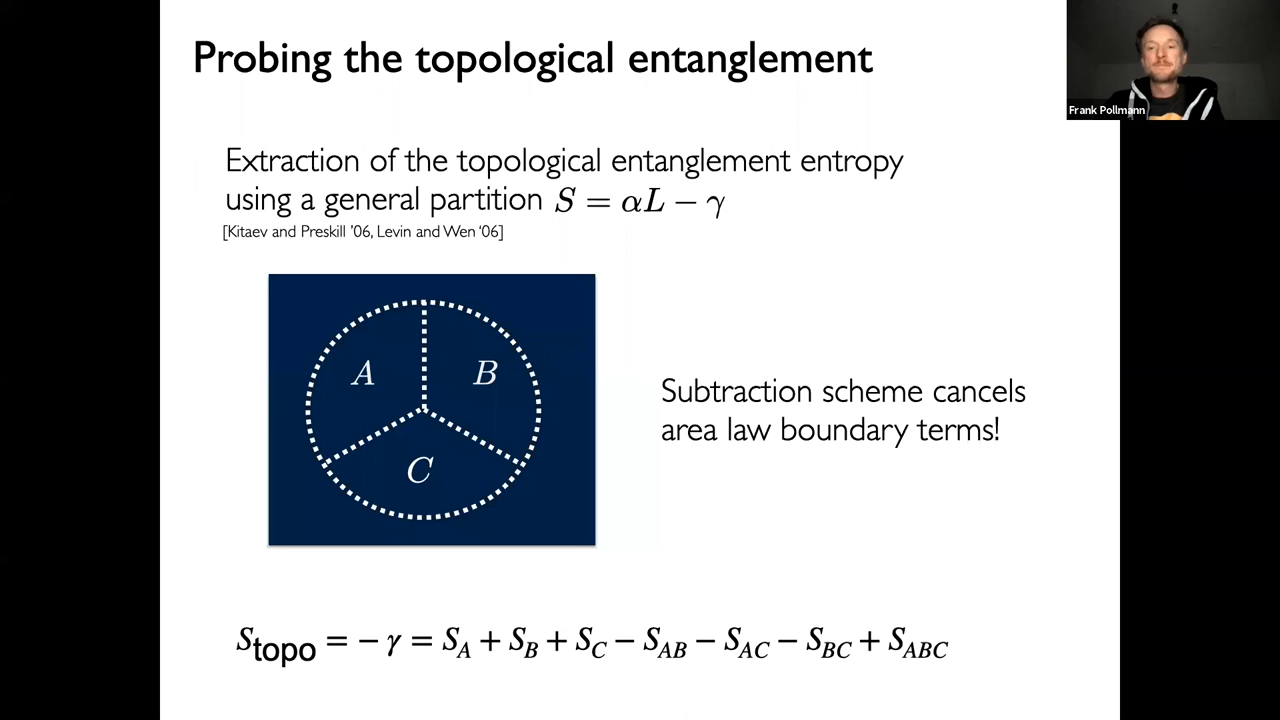 Probing the topological entanglement
Frank Pollmann
Extraction of the topological entanglement entropy
using a general partition S = αL − γ
[Kitaev and Preskill '06, Levin and Wen '06]
A
B
C
Subtraction scheme cancels
area law boundary terms!
S_topo = − γ = S_A + S_B + S_C − S_AB − S_AC − S_BC + S_ABC